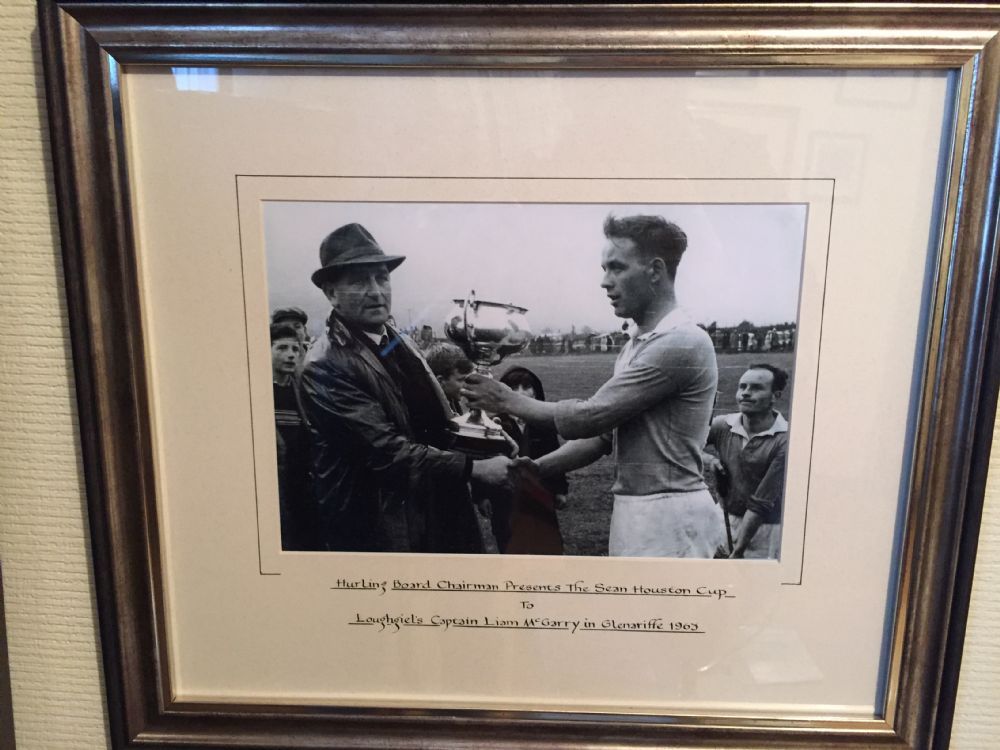 Hurling Board Chairman Presents The Sean Houston Cup
To
Loughgiel's Captain Liam McGarry in Glenariffe 1963